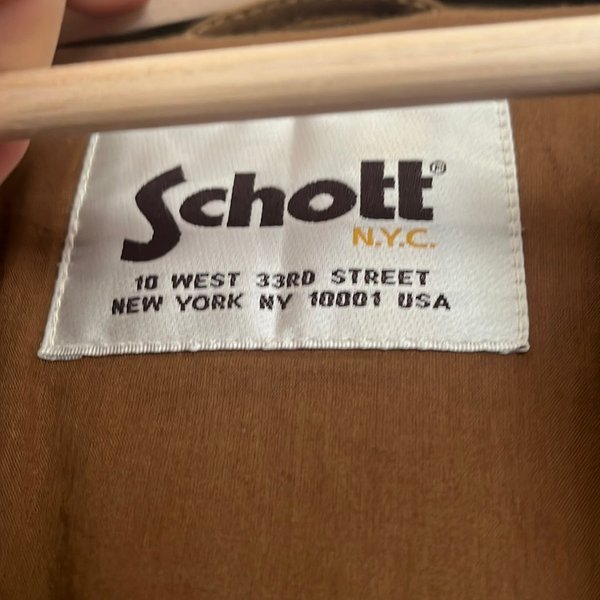 Schott®
N.Y.C.
10 WEST 33RD STREET
NEW YORK NY 10001 USA